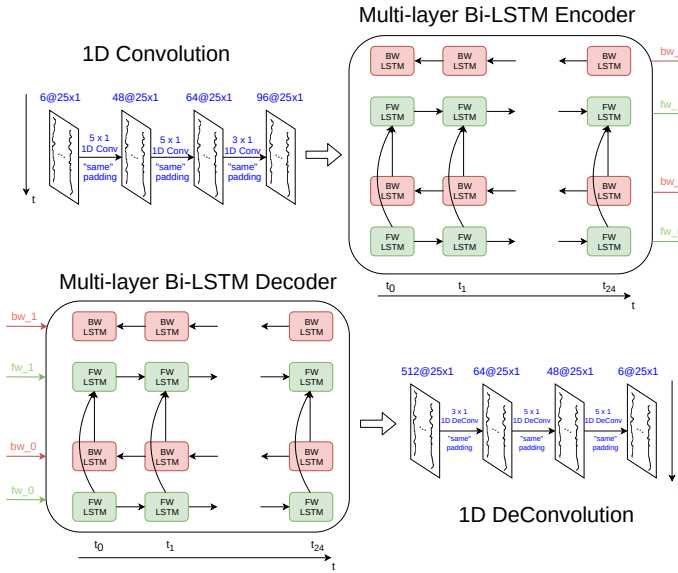 1D Convolution
6@25x1 48@25x1 64@25x1 96@25x1
5 x 1
1D Conv
"same"
padding
5 x 1
1D Conv
"same"
padding
3 x 1
1D Conv
"same"
padding
t
Multi-layer Bi-LSTM Encoder
BW
LSTM
BW
LSTM
BW
LSTM
bw_
FW
LSTM
FW
LSTM
FW
LSTM
fw_
BW
LSTM
BW
LSTM
BW
LSTM
bw_
FW
LSTM
FW
LSTM
FW
LSTM
fw_
t0 t1 t24
t
Multi-layer Bi-LSTM Decoder
bw_1
BW
LSTM
BW
LSTM
BW
LSTM
fw_1
FW
LSTM
FW
LSTM
FW
LSTM
bw_0
BW
LSTM
BW
LSTM
BW
LSTM
fw_0
FW
LSTM
FW
LSTM
FW
LSTM
t0 t1 t24
t
512@25x1 64@25x1 48@25x1 6@25x1
3 x 1
1D DeConv
"same"
padding
5 x 1
1D DeConv
"same"
padding
5 x 1
1D DeConv
"same"
padding
t
1D DeConvolution